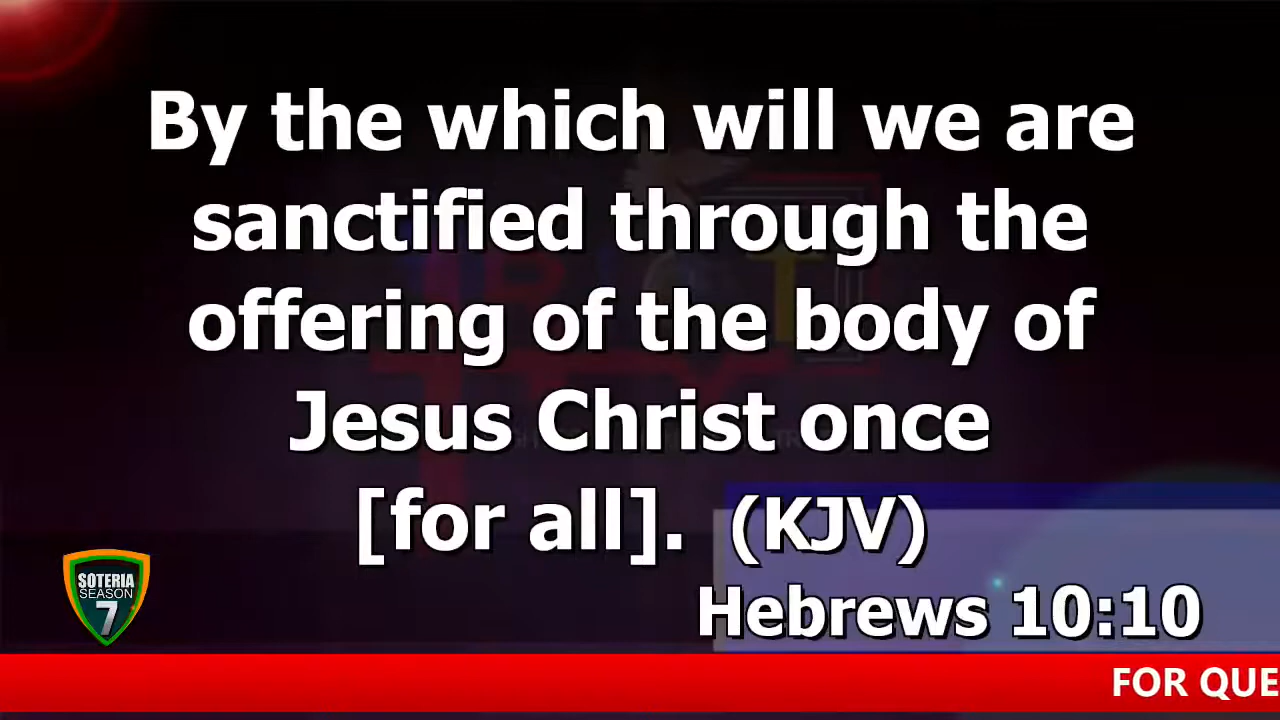 By the which will we are
sanctified through the
offering of the body of
Jesus Christ once
[for all]. (KJV)
Hebrews 10:10
SOTERIA
SEASON
7
FOR QUE